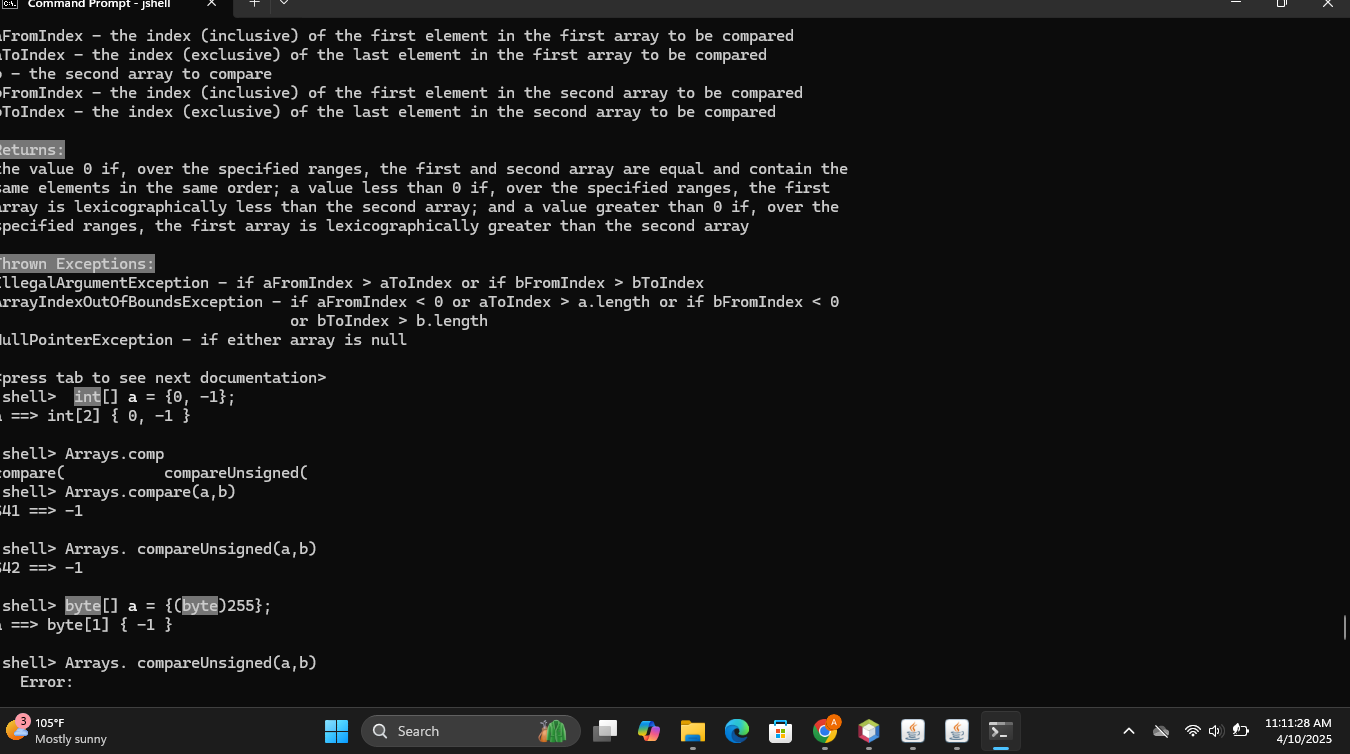 Command Prompt - jshell
aFromIndex - the index (inclusive) of the first element in the first array to be compared
aToIndex - the index (exclusive) of the last element in the first array to be compared
b - the second array to compare
bFromIndex - the index (inclusive) of the first element in the second array to be compared
bToIndex - the index (exclusive) of the last element in the second array to be compared
Returns:
the value 0 if, over the specified ranges, the first and second array are equal and contain the
same elements in the same order; a value less than 0 if, over the specified ranges, the first
array is lexicographically less than the second array; and a value greater than 0 if, over the
specified ranges, the first array is lexicographically greater than the second array
Thrown Exceptions:
IllegalArgumentException - if aFromIndex > aToIndex or if bFromIndex > bToIndex
ArrayIndexOutOfBoundsException - if aFromIndex < 0 or aToIndex > a.length or if bFromIndex < 0
or bToIndex > b.length
NullPointerException - if either array is null
<press tab to see next documentation>
shell>  int[] a = {0, -1};
a ==> int[2] { 0, -1 }
shell> Arrays.comp
compare(           compareUnsigned(
shell> Arrays.compare(a,b)
$41 ==> -1
shell> Arrays. compareUnsigned(a,b)
$42 ==> -1
shell> byte[] a = {(byte)255};
a ==> byte[1] { -1 }
shell> Arrays. compareUnsigned(a,b)
Error:
3
105°F
Mostly sunny
Search
A
11:11:28 AM
4/10/2025